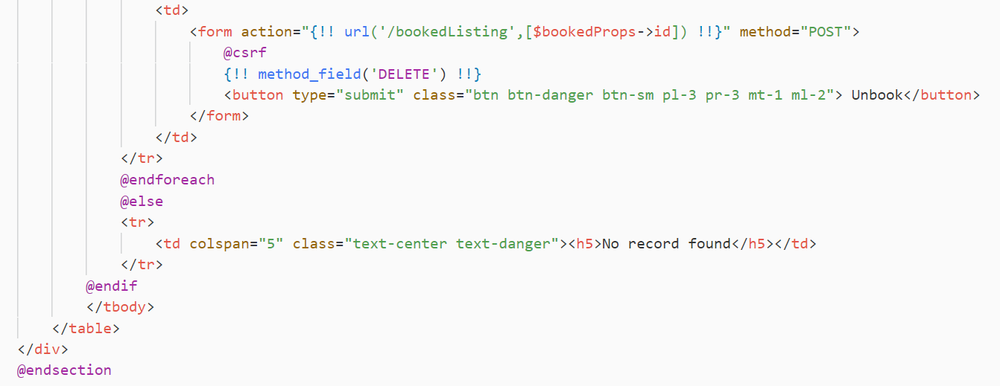 <td>
<form action="{!! url('/bookedListing',[$bookedProps->id]) !!}" method="POST">
@csrf
{!! method_field('DELETE') !!}
<button type="submit" class="btn btn-danger btn-sm pl-3 pr-3 mt-1 ml-2"> Unbook</button>
</form>
</td>
</tr>
@endforeach
@else
<tr>
<td colspan="5" class="text-center text-danger"><h5>No record found</h5></td>
</tr>
@endif
</tbody>
</table>
</div>
@endsection